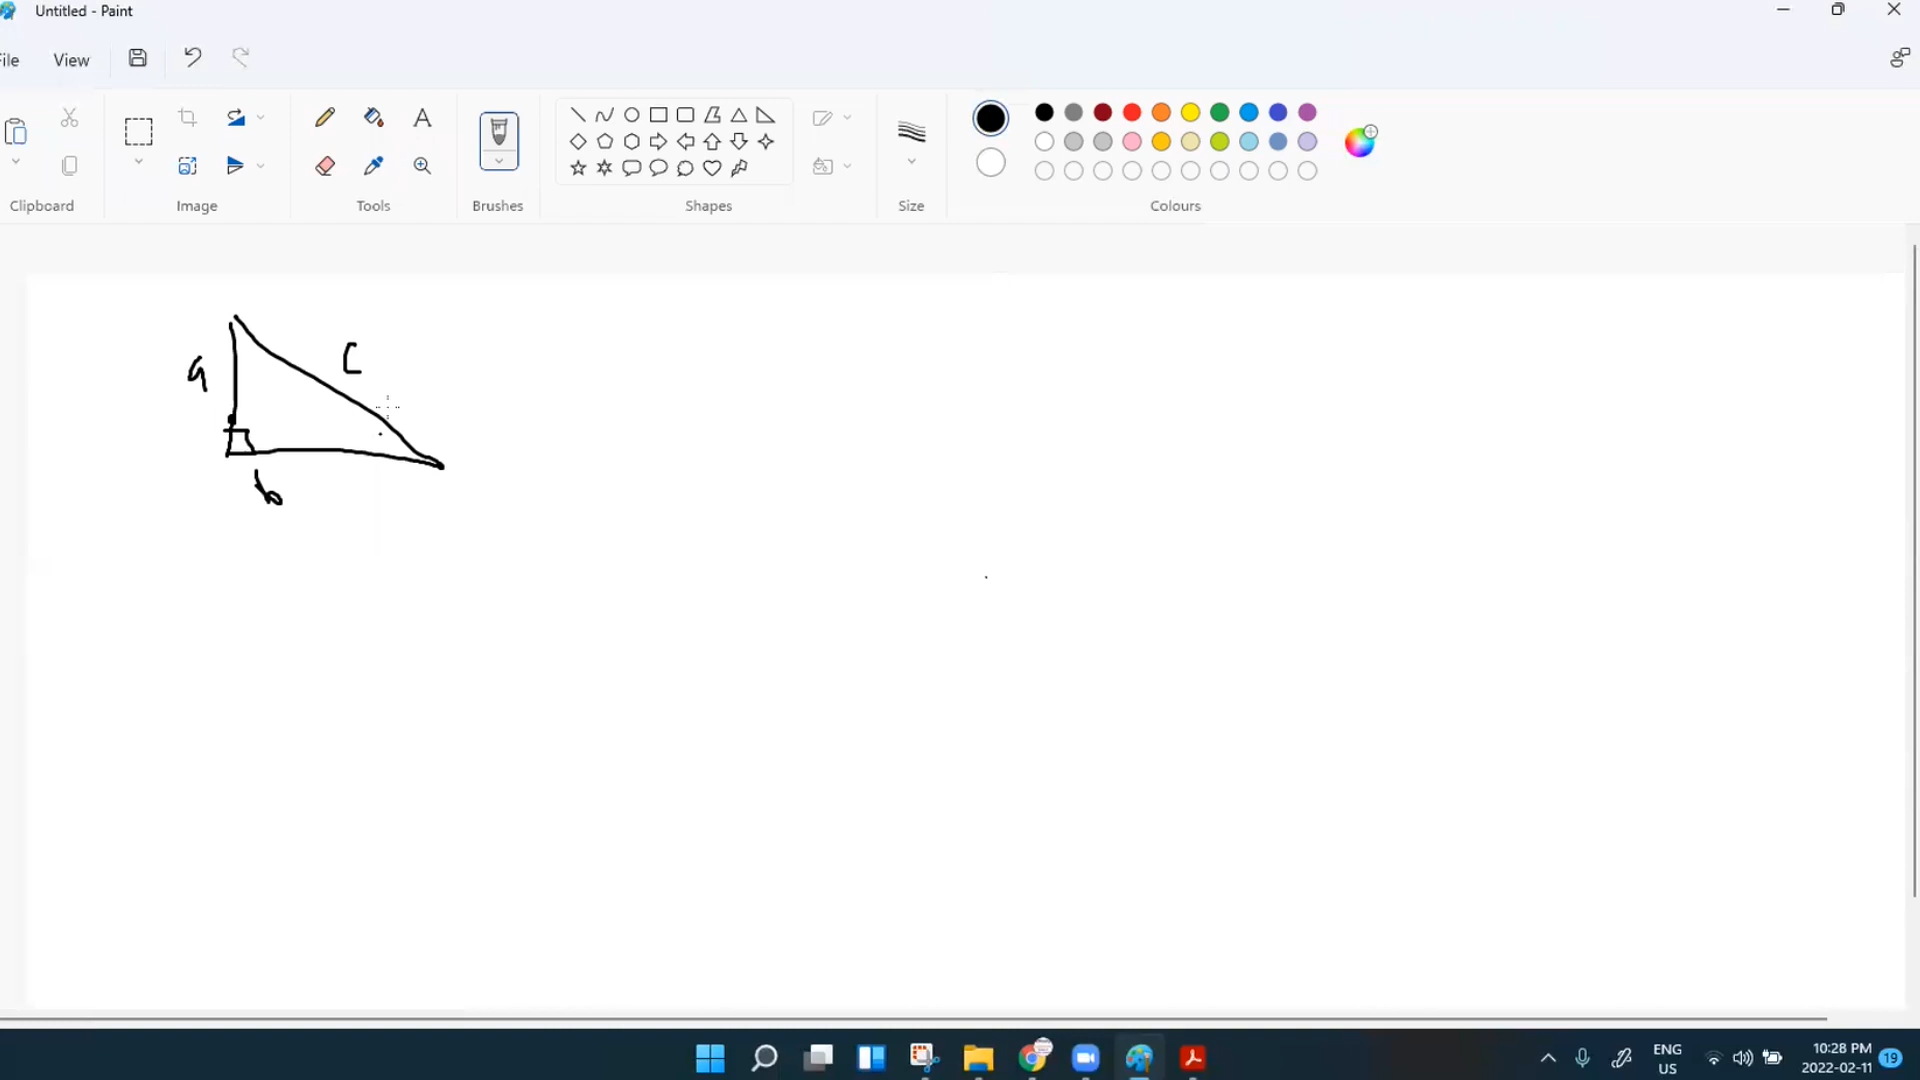 Untitled - Paint
File View
Clipboard Image Tools Brushes Shapes Size Colours
a
C
b
ENG
US
10:28 PM
2022-02-11
19